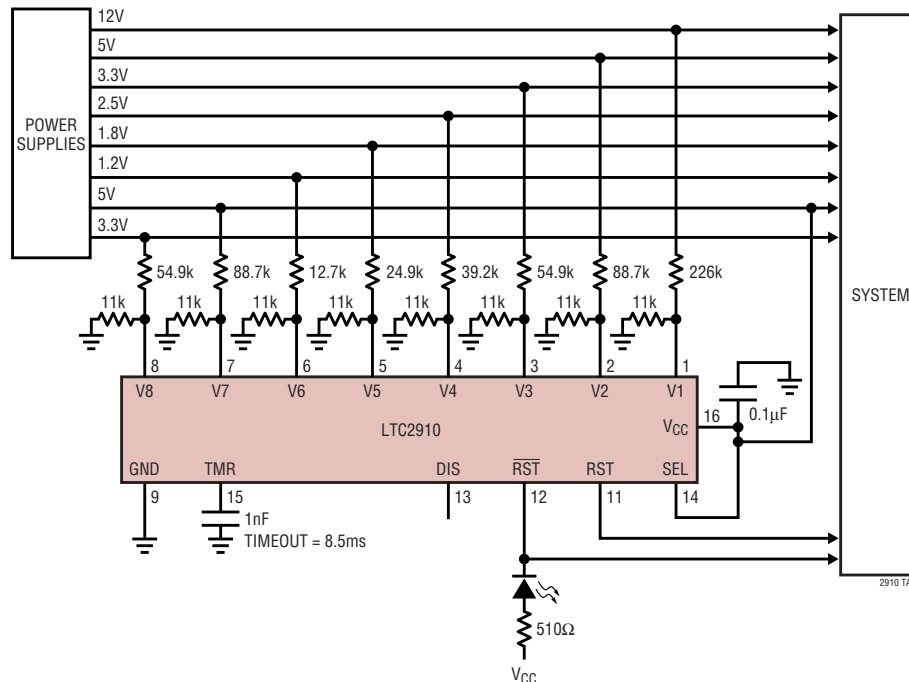 12V
5V
3.3V
2.5V
1.8V
1.2V
5V
3.3V
POWER
SUPPLIES
SYSTEM
54.9k
88.7k
12.7k
24.9k
39.2k
54.9k
88.7k
226k
11k
11k
11k
11k
11k
11k
11k
11k
8
7
6
5
4
3
2
1
V8
V7
V6
V5
V4
V3
V2
V1
LTC2910
VCC
16
0.1µF
GND
TMR
DIS
RST
RST
SEL
9
15
13
12
11
14
1nF
TIMEOUT = 8.5ms
510Ω
VCC
2910 TA